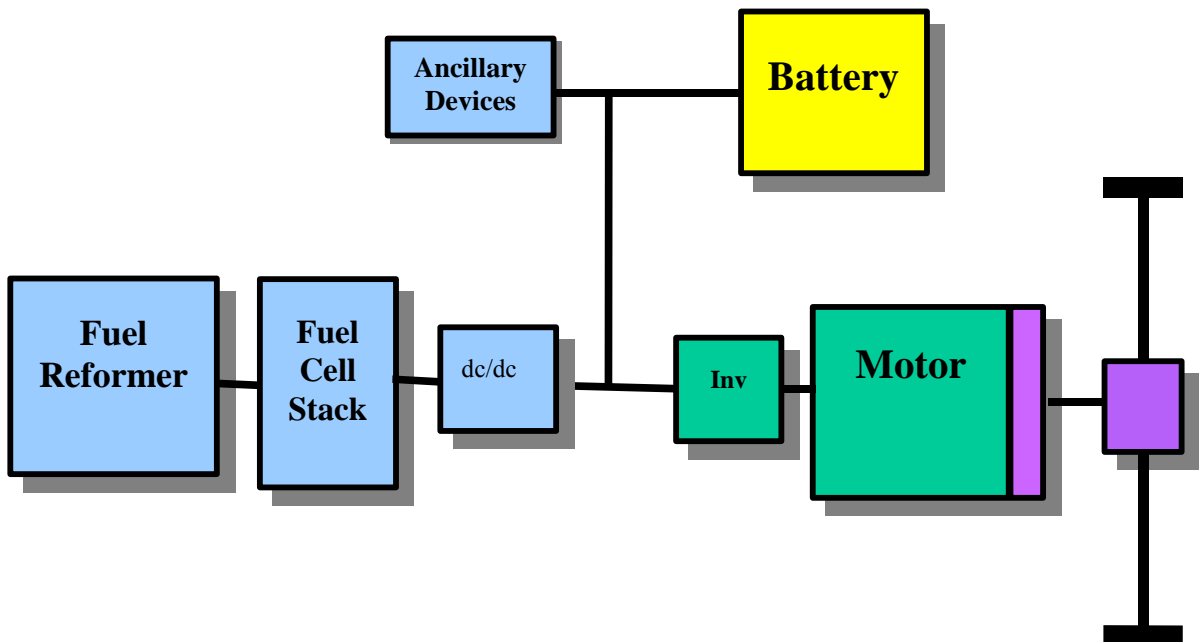 Ancillary
Devices
Battery
Fuel
Reformer
Fuel
Cell
Stack
dc/dc
Inv
Motor